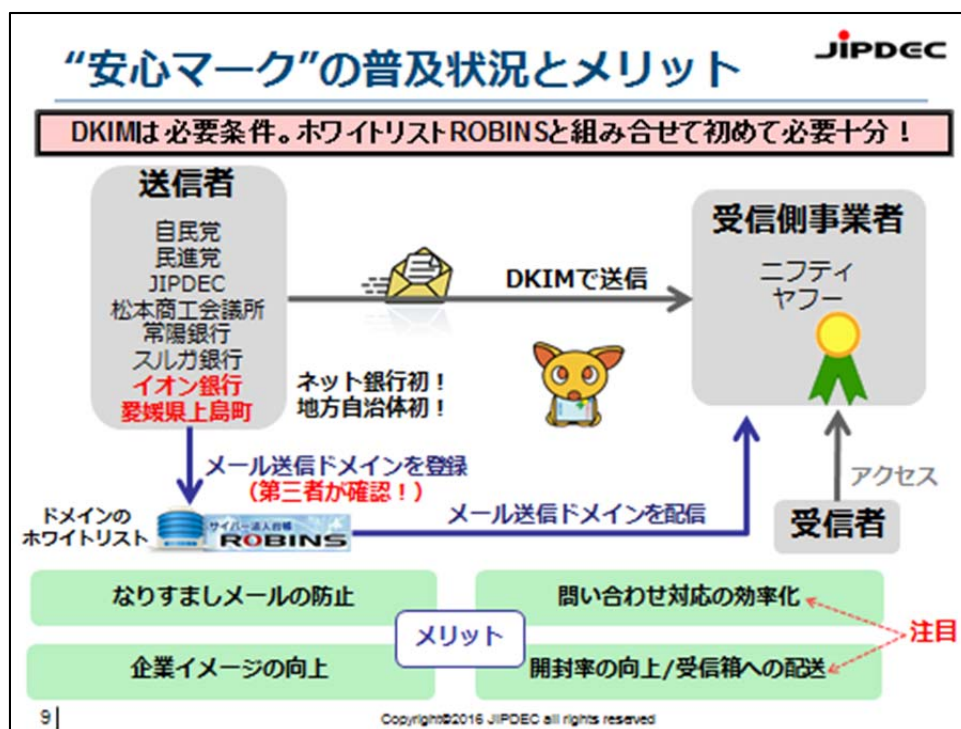 “安心マーク”の普及状況とメリット
JIPDEC
DKIMは必要条件。ホワイトリストROBINSと組み合せて初めて必要十分！
送信者
自民党
民進党
JIPDEC
松本商工会議所
常陽銀行
スルガ銀行
イオン銀行
愛媛県上島町
DKIMで送信
受信側事業者
ニフティ
ヤフー
ネット銀行初！
地方自治体初！
メール送信ドメインを登録
（第三者が確認！）
アクセス
ドメインの
ホワイトリスト
サイバー法人台帳
ROBINS
メール送信ドメインを配信
受信者
なりすましメールの防止
問い合わせ対応の効率化
メリット
注目
企業イメージの向上
開封率の向上/受信箱への配送
9
Copyright©2016 JIPDEC all rights reserved